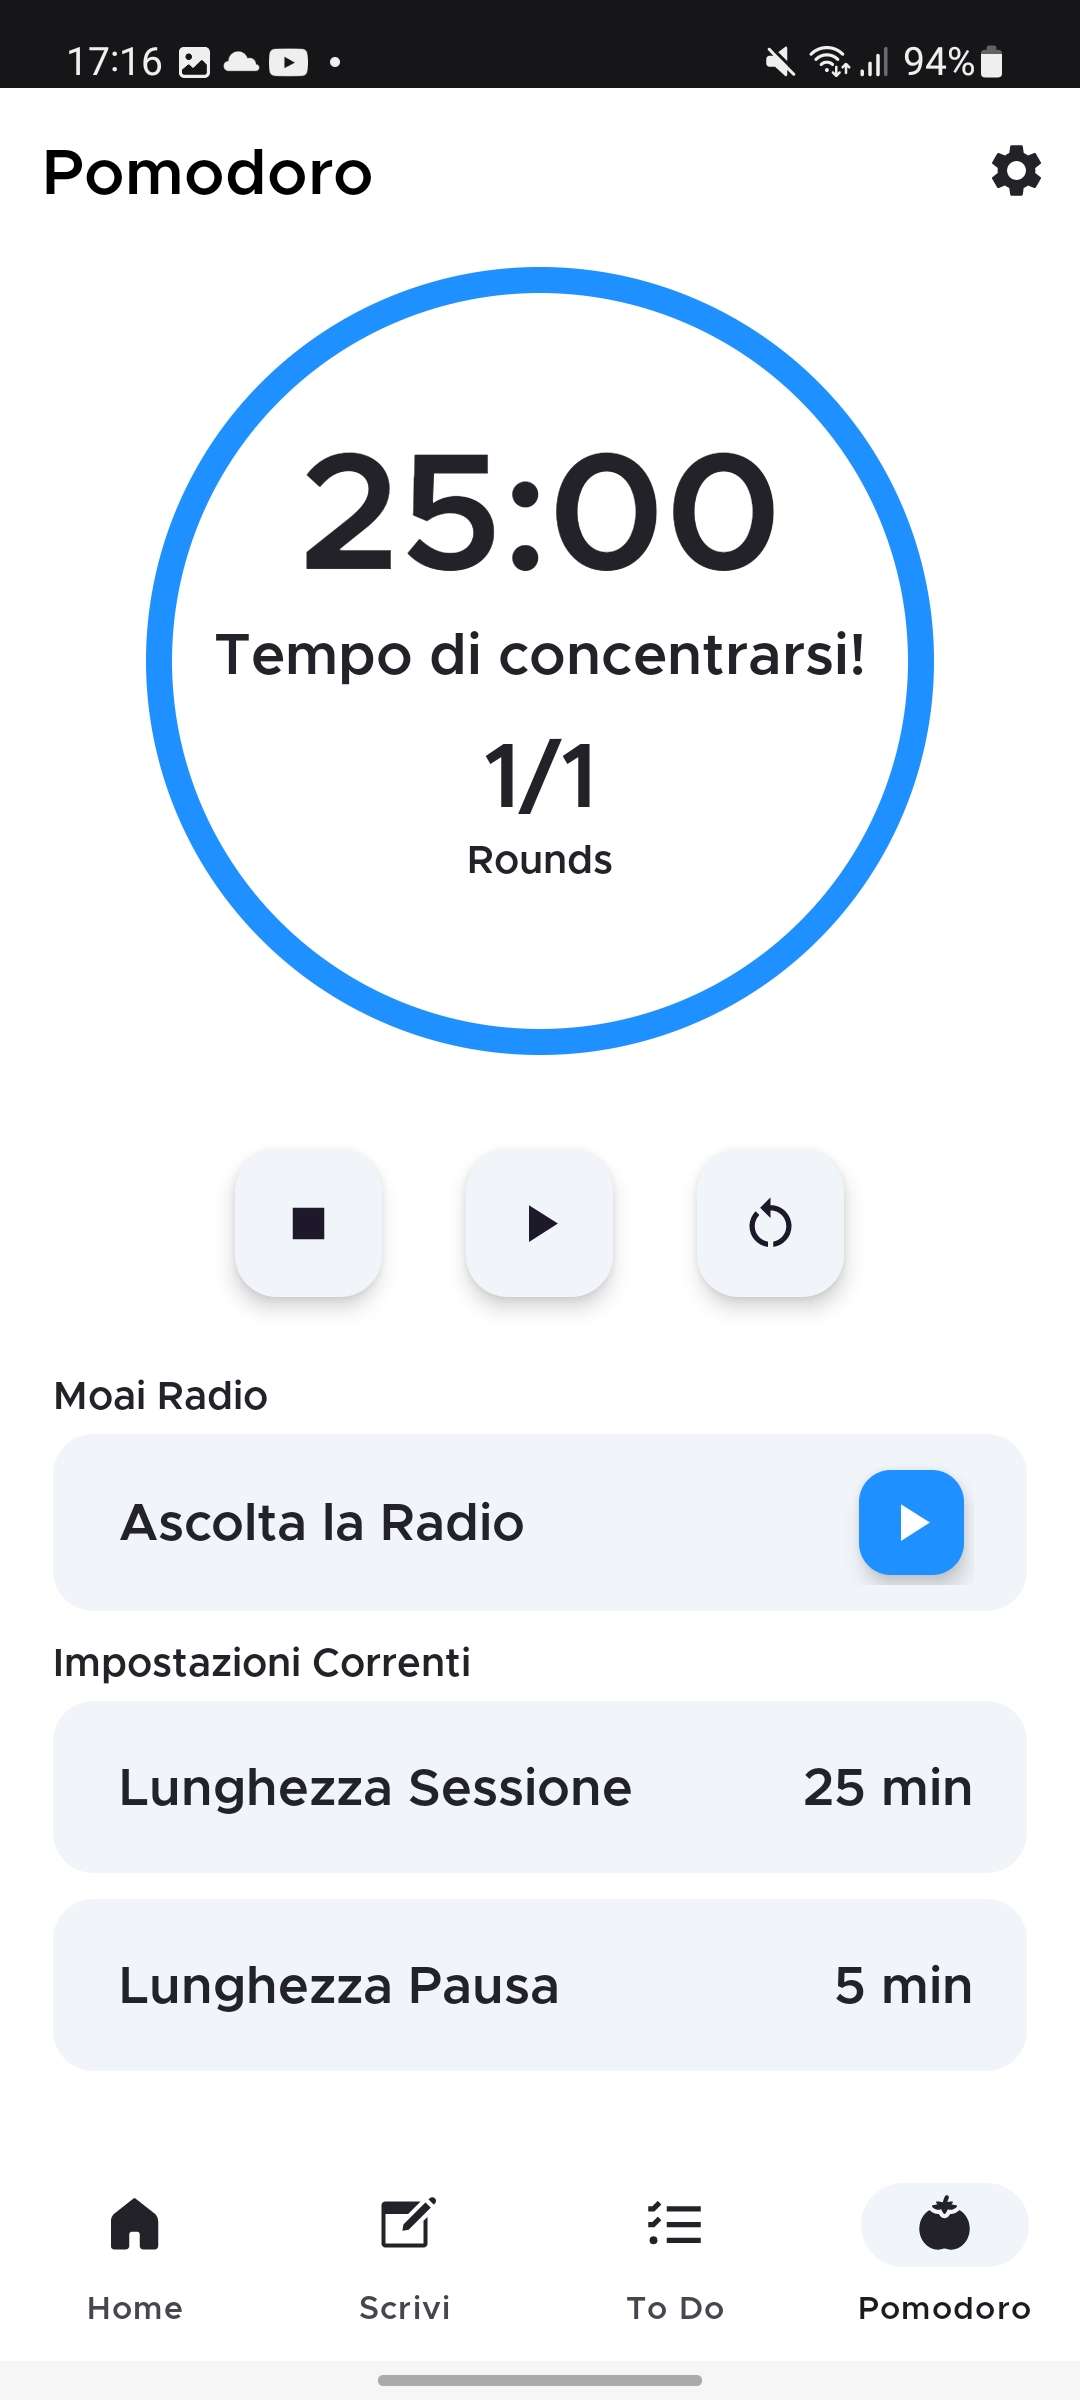 17:16
94%
Pomodoro
25:00
Tempo di concentrarsi!
1/1
Rounds
Moai Radio
Ascolta la Radio
Impostazioni Correnti
Lunghezza Sessione 25 min
Lunghezza Pausa 5 min
Home Scrivi To Do Pomodoro